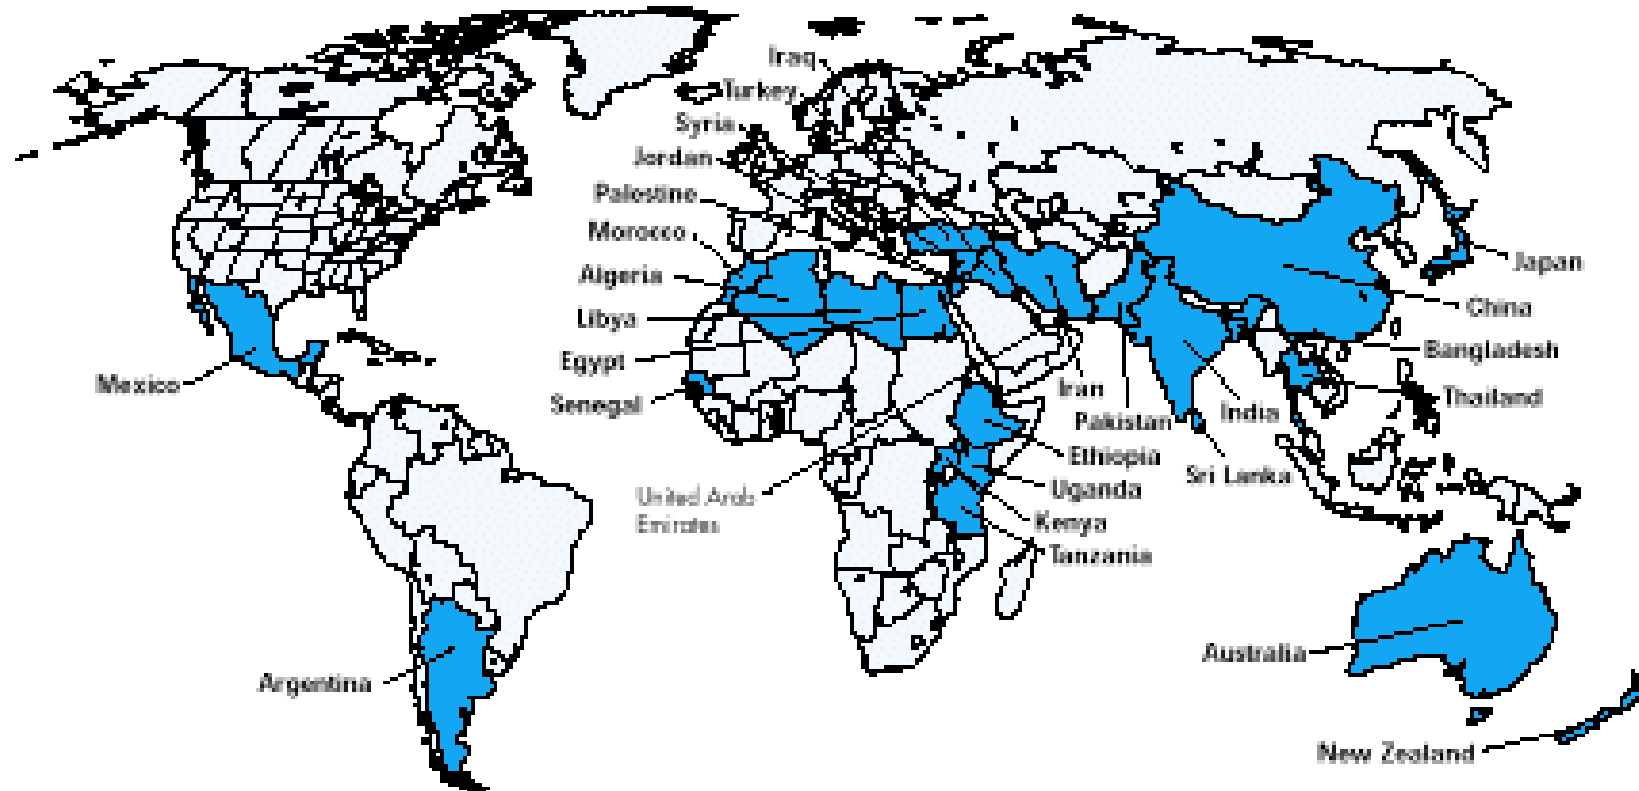 Iraq
Turkey
Syria
Jordan
Palestine
Morocco
Algeria
Libya
Egypt
Senegal
Mexico
United Arab
Emirates
Argentina
Japan
China
Bangladesh
Thailand
Iran
Pakistan
India
Ethiopia
Sri Lanka
Uganda
Kenya
Tanzania
Australia
New Zealand